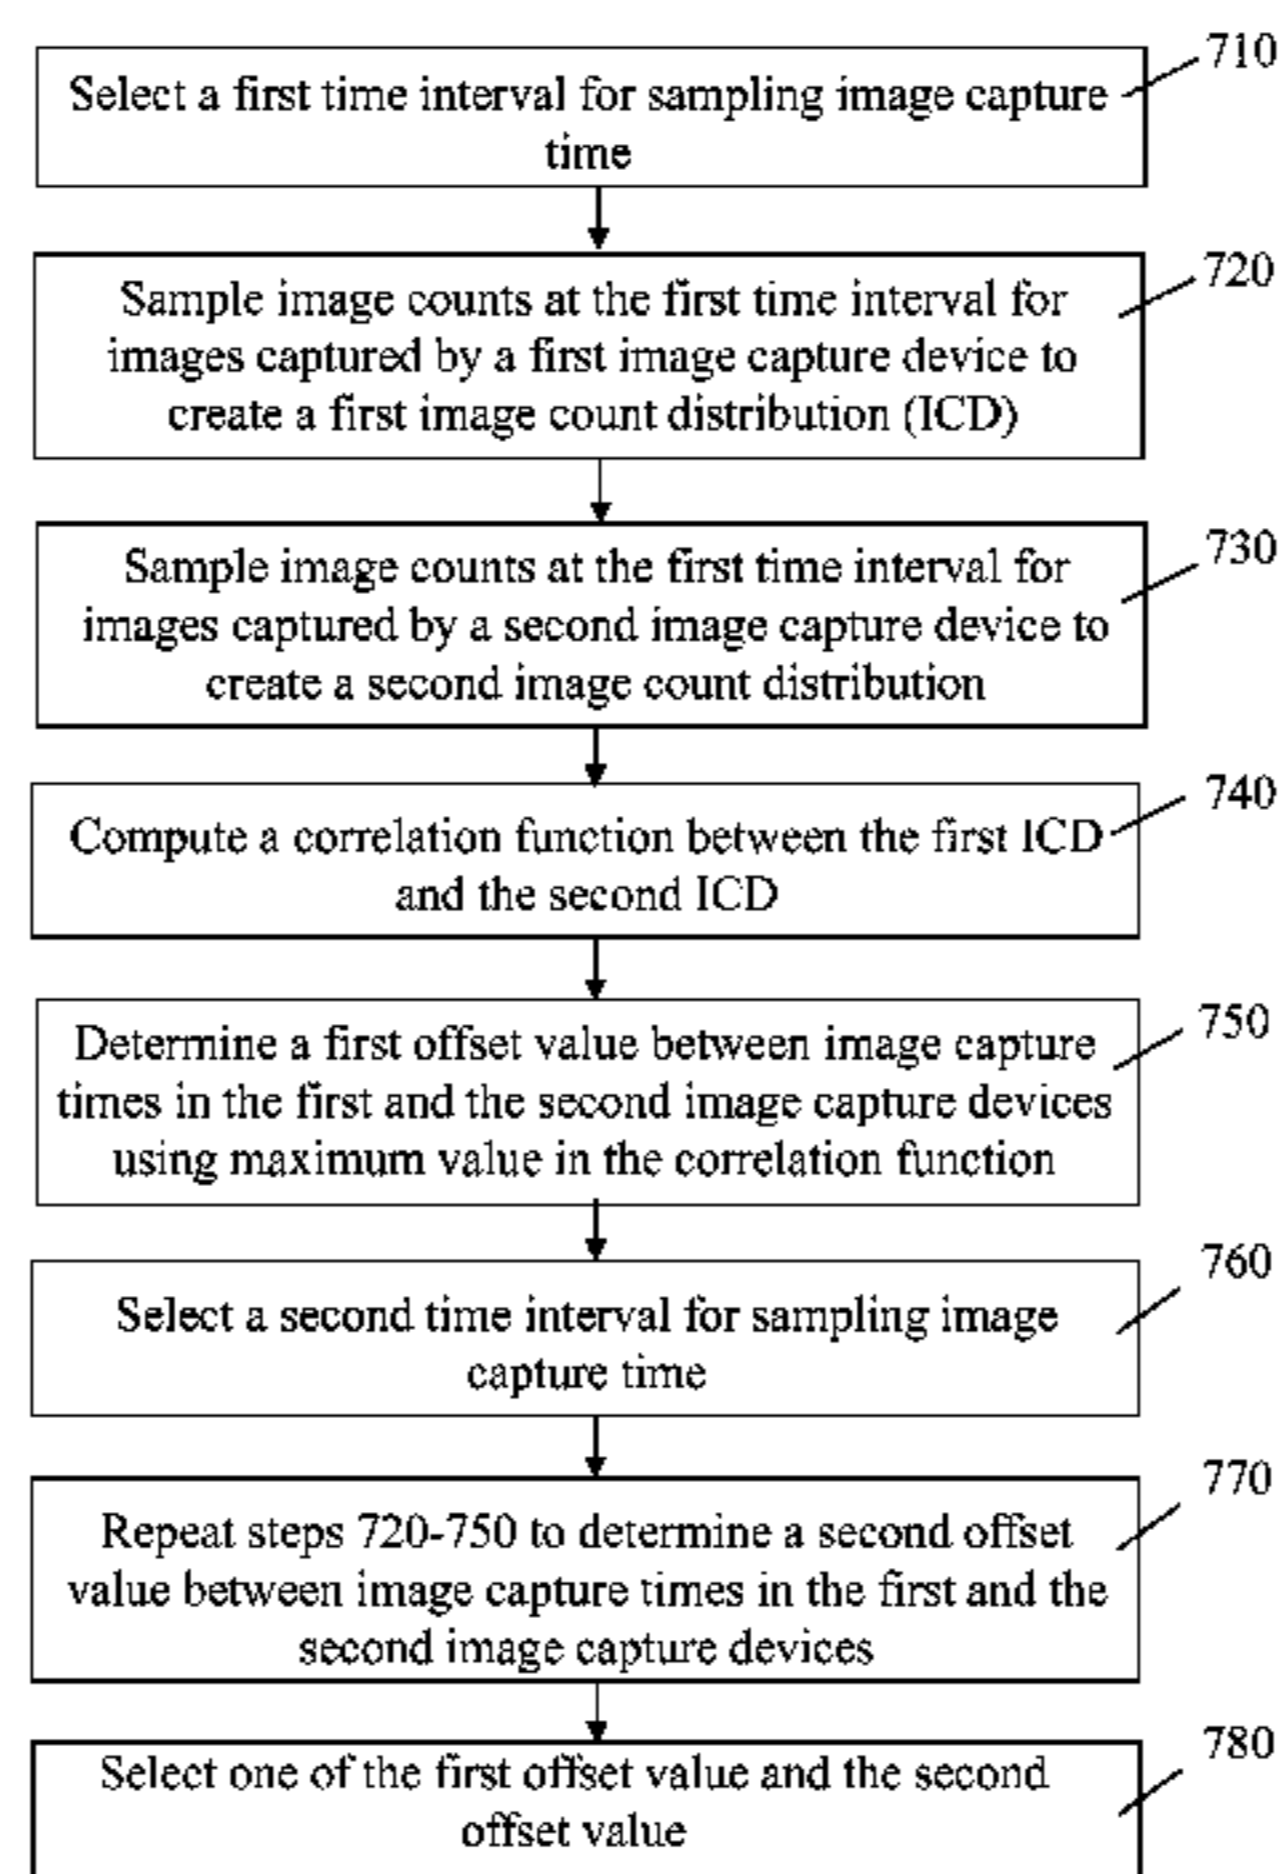 710
Select a first time interval for sampling image capture
time
720
Sample image counts at the first time interval for
images captured by a first image capture device to
create a first image count distribution (ICD)
730
Sample image counts at the first time interval for
images captured by a second image capture device to
create a second image count distribution
740
Compute a correlation function between the first ICD
and the second ICD
750
Determine a first offset value between image capture
times in the first and the second image capture devices
using maximum value in the correlation function
760
Select a second time interval for sampling image
capture time
770
Repeat steps 720-750 to determine a second offset
value between image capture times in the first and the
second image capture devices
780
Select one of the first offset value and the second
offset value